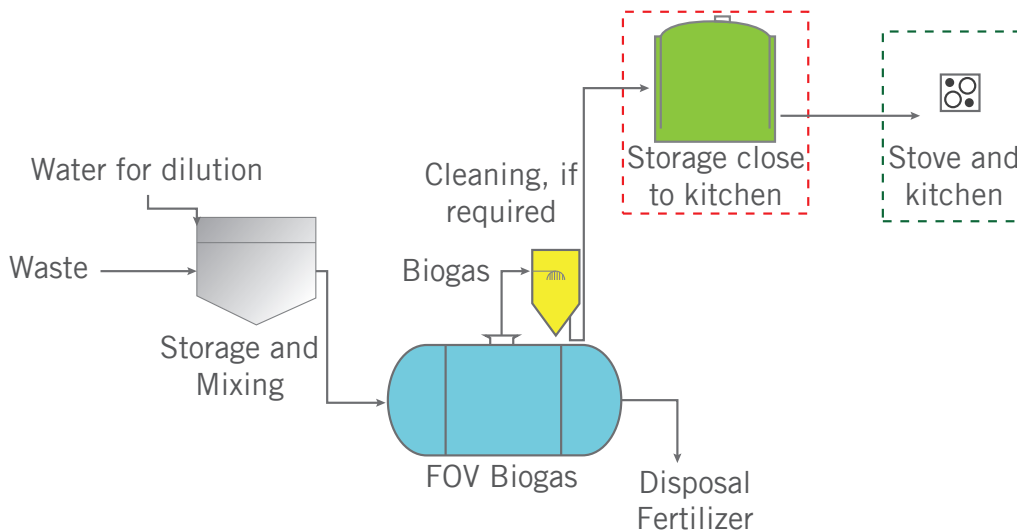 Water for dilution
Waste
Storage and
Mixing
Biogas
Cleaning, if
required
Storage close
to kitchen
Stove and
kitchen
FOV Biogas
Disposal
Fertilizer